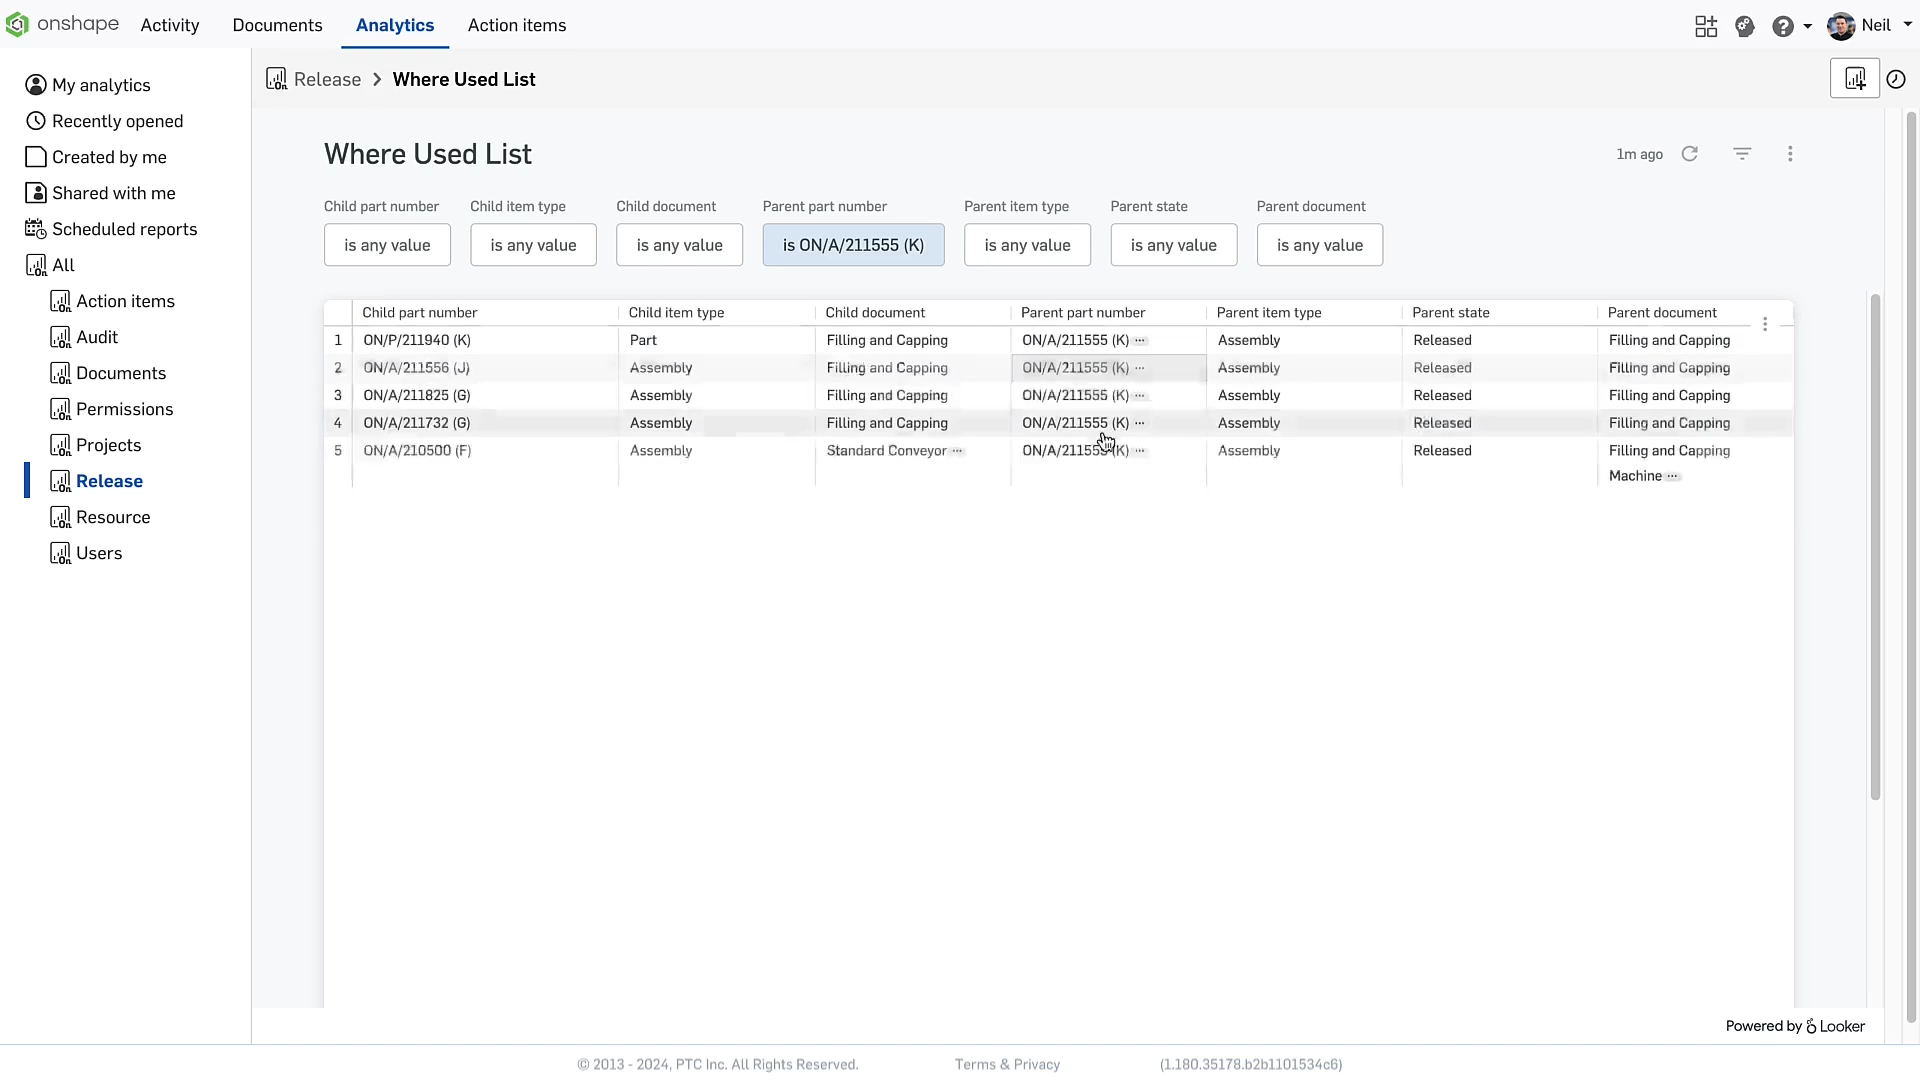 onshape Activity Documents Analytics Action items Neil
My analytics
Recently opened
Created by me
Shared with me
Scheduled reports
All
Action items
Audit
Documents
Permissions
Projects
Release
Resource
Users
Release > Where Used List
Where Used List 1m ago
Child part number Child item type Child document Parent part number Parent item type Parent state Parent document
is any value is any value is any value is ON/A/211555 (K) is any value is any value is any value
Child part number Child item type Child document Parent part number Parent item type Parent state Parent document
1 ON/P/211940 (K) Part Filling and Capping ON/A/211555 (K) ... Assembly Released Filling and Capping
2 ON/A/211556 (J) Assembly Filling and Capping ON/A/211555 (K) ... Assembly Released Filling and Capping
3 ON/A/211825 (G) Assembly Filling and Capping ON/A/211555 (K) ... Assembly Released Filling and Capping
4 ON/A/211732 (G) Assembly Filling and Capping ON/A/211555 (K) ... Assembly Released Filling and Capping
5 ON/A/210500 (F) Assembly Standard Conveyor ... ON/A/211555 (K) ... Assembly Released Filling and Capping
Machine ...
Powered by Looker
© 2013 - 2024, PTC Inc. All Rights Reserved. Terms & Privacy (1.180.35178.b2b1101534c6)